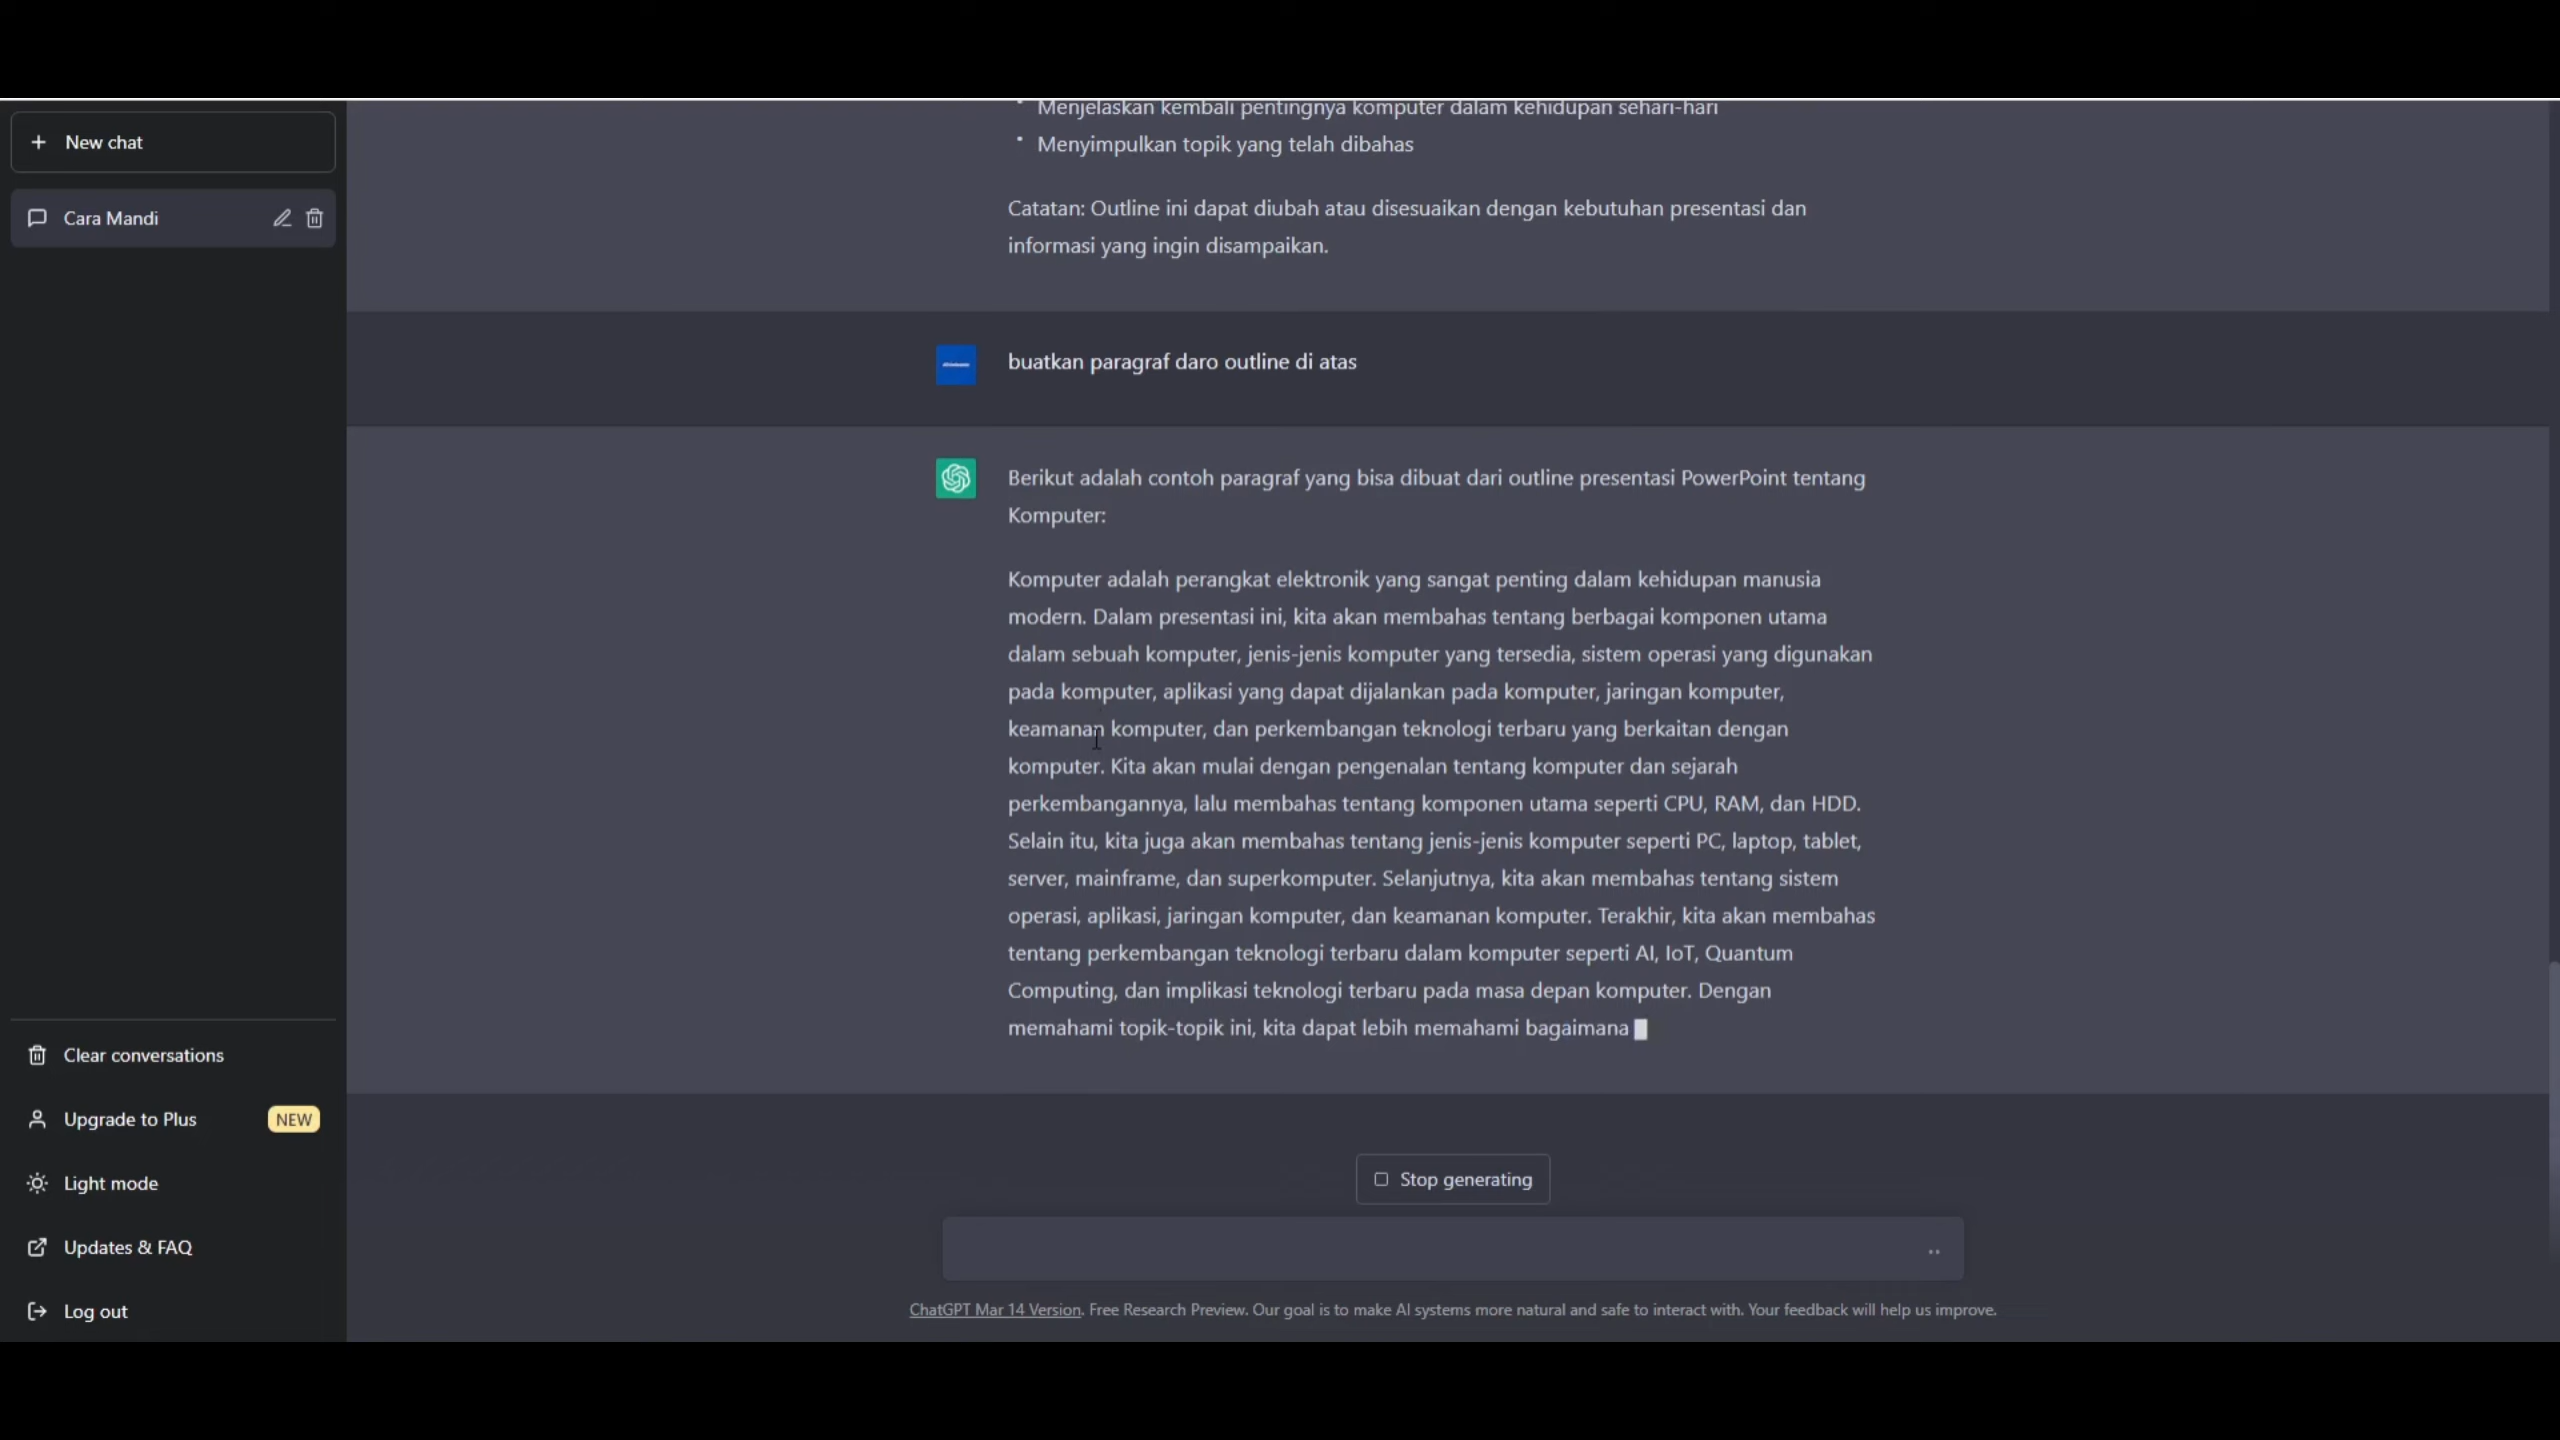 New chat
Cara Mandi
Clear conversations
Upgrade to Plus
NEW
Light mode
Updates & FAQ
Log out
Menjelaskan kembali pentingnya komputer dalam kehidupan sehari-hari
Menyimpulkan topik yang telah dibahas
Catatan: Outline ini dapat diubah atau disesuaikan dengan kebutuhan presentasi dan
informasi yang ingin disampaikan.
buatkan paragraf daro outline di atas
Berikut adalah contoh paragraf yang bisa dibuat dari outline presentasi PowerPoint tentang
Komputer:
Komputer adalah perangkat elektronik yang sangat penting dalam kehidupan manusia
modern. Dalam presentasi ini, kita akan membahas tentang berbagai komponen utama
dalam sebuah komputer, jenis-jenis komputer yang tersedia, sistem operasi yang digunakan
pada komputer, aplikasi yang dapat dijalankan pada komputer, jaringan komputer,
keamanan komputer, dan perkembangan teknologi terbaru yang berkaitan dengan
komputer. Kita akan mulai dengan pengenalan tentang komputer dan sejarah
perkembangannya, lalu membahas tentang komponen utama seperti CPU, RAM, dan HDD.
Selain itu, kita juga akan membahas tentang jenis-jenis komputer seperti PC, laptop, tablet,
server, mainframe, dan superkomputer. Selanjutnya, kita akan membahas tentang sistem
operasi, aplikasi, jaringan komputer, dan keamanan komputer. Terakhir, kita akan membahas
tentang perkembangan teknologi terbaru dalam komputer seperti AI, IoT, Quantum
Computing, dan implikasi teknologi terbaru pada masa depan komputer. Dengan
memahami topik-topik ini, kita dapat lebih memahami bagaimana
Stop generating
ChatGPT Mar 14 Version. Free Research Preview. Our goal is to make AI systems more natural and safe to interact with. Your feedback will help us improve.